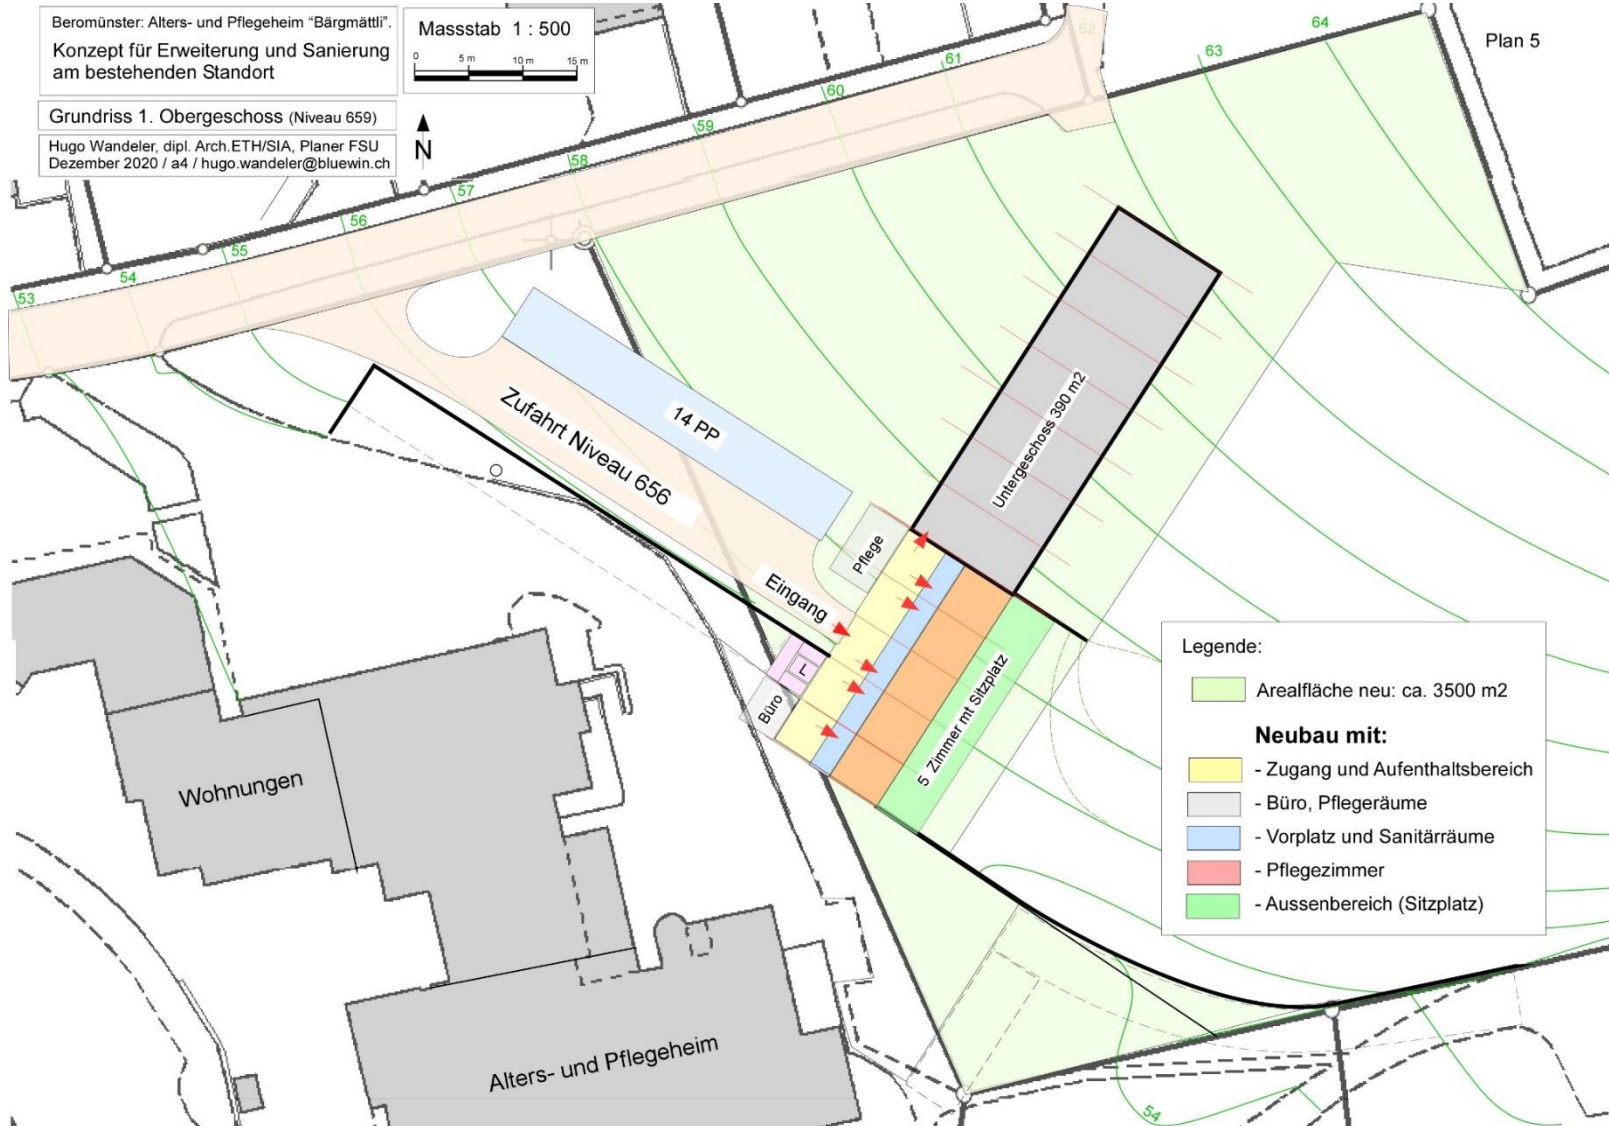 Beromünster: Alters- und Pflegeheim “Bärgmättli”.
Konzept für Erweiterung und Sanierung
am bestehenden Standort
Grundriss 1. Obergeschoss (Niveau 659)
Hugo Wandeler, dipl. Arch.ETH/SIA, Planer FSU
Dezember 2020 / a4 / hugo.wandeler@bluewin.ch
Massstab 1 : 500
0 5 m 10 m 15 m
N
Plan 5
53
54
55
56
57
58
59
60
61
62
63
64
14 PP
Zufahrt Niveau 656
Untergeschoss 390 m2
Pflege
Eingang
L
Büro
5 Zimmer mt Sitzplatz
Wohnungen
Alters- und Pflegeheim
54
Legende:
Arealfläche neu: ca. 3500 m2
Neubau mit:
- Zugang und Aufenthaltsbereich
- Büro, Pflegeräume
- Vorplatz und Sanitärräume
- Pflegezimmer
- Aussenbereich (Sitzplatz)